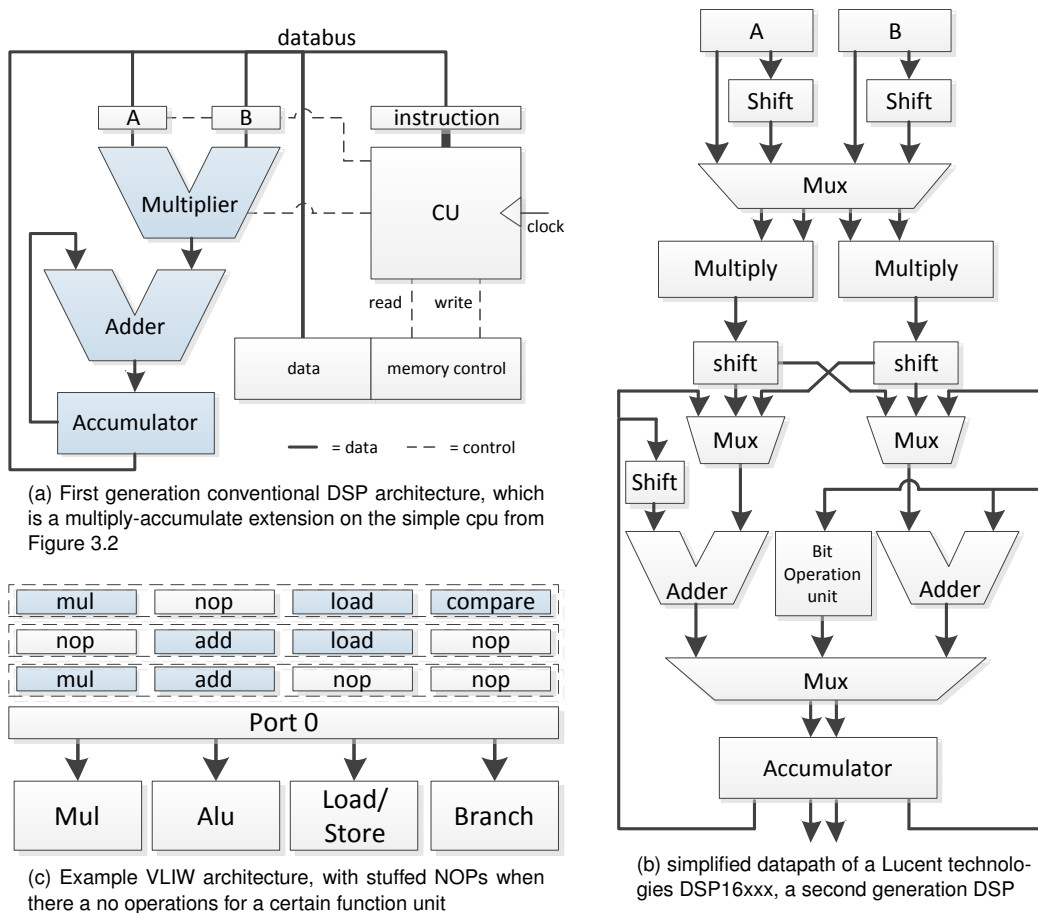 databus
A
B
instruction
Multiplier
CU
clock
read
write
Adder
data
memory control
Accumulator
= data
= control
(a) First generation conventional DSP architecture, which
is a multiply-accumulate extension on the simple cpu from
Figure 3.2
mul nop load compare
nop add load nop
mul add nop nop
Port 0
Mul
Alu
Load/
Store
Branch
(c) Example VLIW architecture, with stuffed NOPs when
there a no operations for a certain function unit
A
B
Shift
Shift
Mux
Multiply
Multiply
shift
shift
Mux
Mux
Shift
Adder
Bit
Operation
unit
Adder
Mux
Accumulator
(b) simplified datapath of a Lucent technolo-
gies DSP16xxx, a second generation DSP